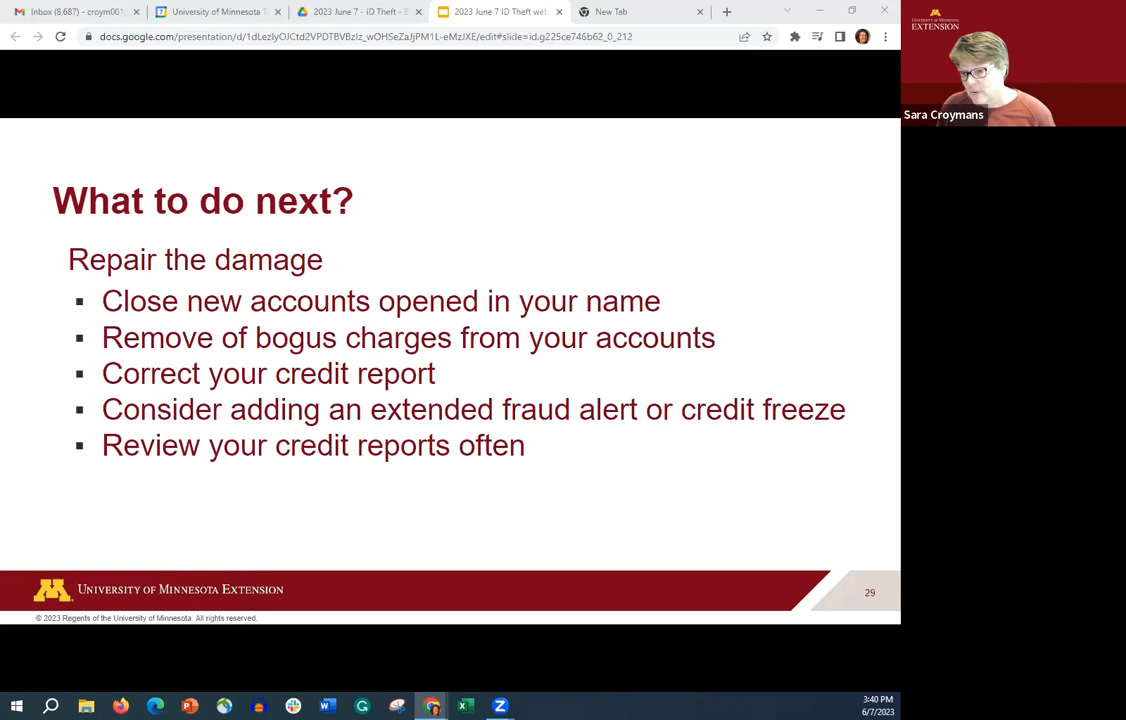 Inbox (8,687) - croym001
University of Minnesota T
2023 June 7 - ID Theft - E
2023 June 7 ID Theft web
New Tab
docs.google.com/presentation/d/1dLezIyOJCtd2VPDTBVBzIz_wOHSeZaJjPM1L-eMzJXE/edit#slide=id.g225ce746b62_0_212
UNIVERSITY OF MINNESOTA
EXTENSION
Sara Croymans
What to do next?
Repair the damage
▪ Close new accounts opened in your name
▪ Remove of bogus charges from your accounts
▪ Correct your credit report
▪ Consider adding an extended fraud alert or credit freeze
▪ Review your credit reports often
UNIVERSITY OF MINNESOTA EXTENSION
29
© 2023 Regents of the University of Minnesota. All rights reserved.
3:40 PM
6/7/2023